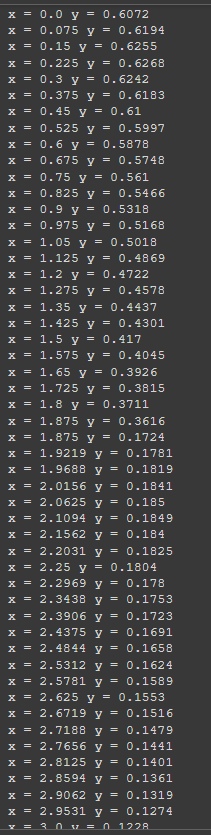 x = 0.0 y = 0.6072
x = 0.075 y = 0.6194
x = 0.15 y = 0.6255
x = 0.225 y = 0.6268
x = 0.3 y = 0.6242
x = 0.375 y = 0.6183
x = 0.45 y = 0.61
x = 0.525 y = 0.5997
x = 0.6 y = 0.5878
x = 0.675 y = 0.5748
x = 0.75 y = 0.561
x = 0.825 y = 0.5466
x = 0.9 y = 0.5318
x = 0.975 y = 0.5168
x = 1.05 y = 0.5018
x = 1.125 y = 0.4869
x = 1.2 y = 0.4722
x = 1.275 y = 0.4578
x = 1.35 y = 0.4437
x = 1.425 y = 0.4301
x = 1.5 y = 0.417
x = 1.575 y = 0.4045
x = 1.65 y = 0.3926
x = 1.725 y = 0.3815
x = 1.8 y = 0.3711
x = 1.875 y = 0.3616
x = 1.875 y = 0.1724
x = 1.9219 y = 0.1781
x = 1.9688 y = 0.1819
x = 2.0156 y = 0.1841
x = 2.0625 y = 0.185
x = 2.1094 y = 0.1849
x = 2.1562 y = 0.184
x = 2.2031 y = 0.1825
x = 2.25 y = 0.1804
x = 2.2969 y = 0.178
x = 2.3438 y = 0.1753
x = 2.3906 y = 0.1723
x = 2.4375 y = 0.1691
x = 2.4844 y = 0.1658
x = 2.5312 y = 0.1624
x = 2.5781 y = 0.1589
x = 2.625 y = 0.1553
x = 2.6719 y = 0.1516
x = 2.7188 y = 0.1479
x = 2.7656 y = 0.1441
x = 2.8125 y = 0.1401
x = 2.8594 y = 0.1361
x = 2.9062 y = 0.1319
x = 2.9531 y = 0.1274
x = 3.0 y = 0.1228